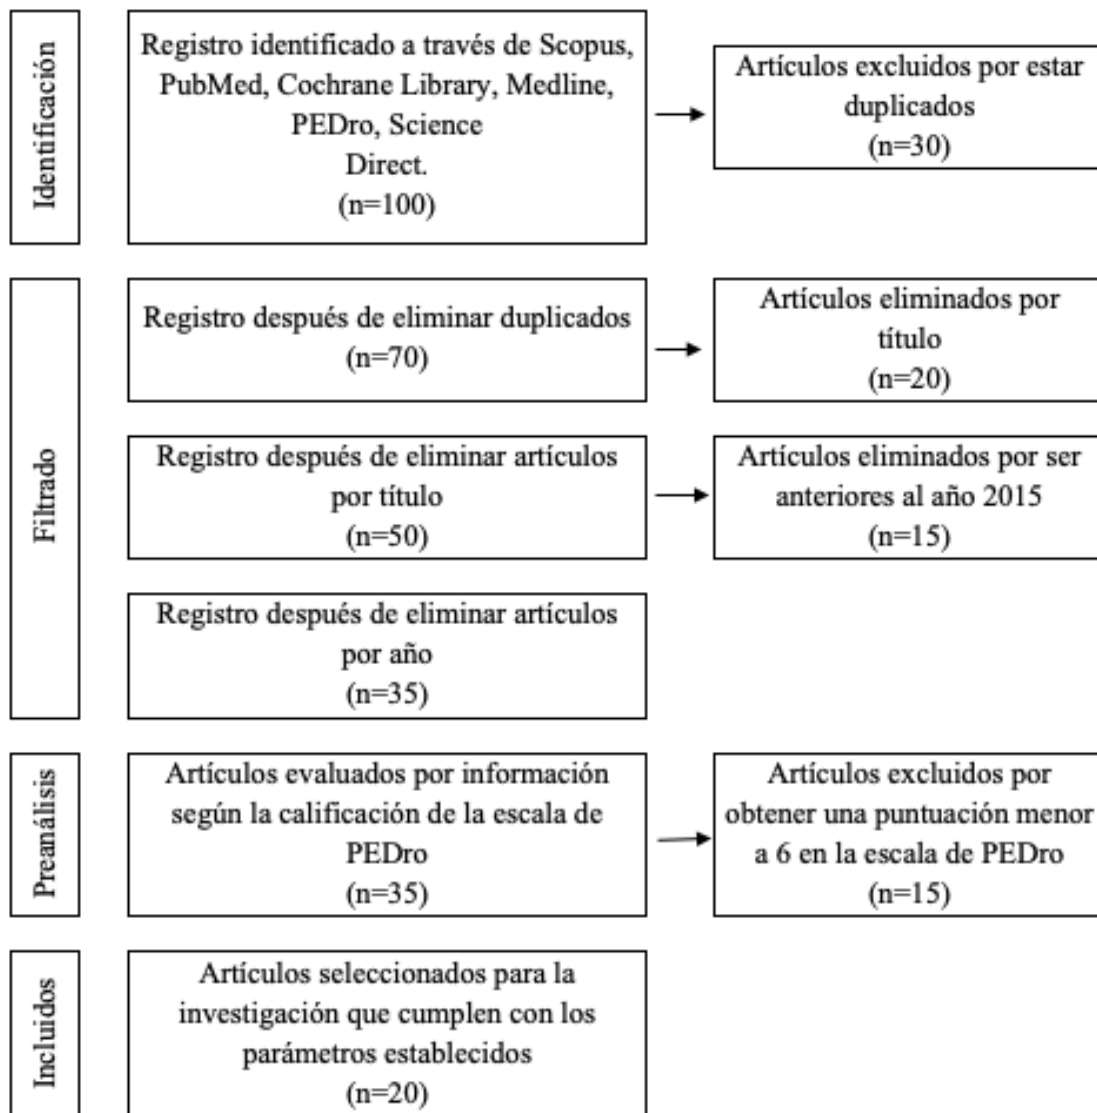 Identificación
Registro identificado a través de Scopus,
PubMed, Cochrane Library, Medline,
PEDro, Science
Direct.
(n=100)
Artículos excluidos por estar
duplicados
(n=30)
Filtrado
Registro después de eliminar duplicados
(n=70)
Artículos eliminados por
título
(n=20)
Registro después de eliminar artículos
por título
(n=50)
Artículos eliminados por ser
anteriores al año 2015
(n=15)
Registro después de eliminar artículos
por año
(n=35)
Preanálisis
Artículos evaluados por información
según la calificación de la escala de
PEDro
(n=35)
Artículos excluidos por
obtener una puntuación menor
a 6 en la escala de PEDro
(n=15)
Incluidos
Artículos seleccionados para la
investigación que cumplen con los
parámetros establecidos
(n=20)